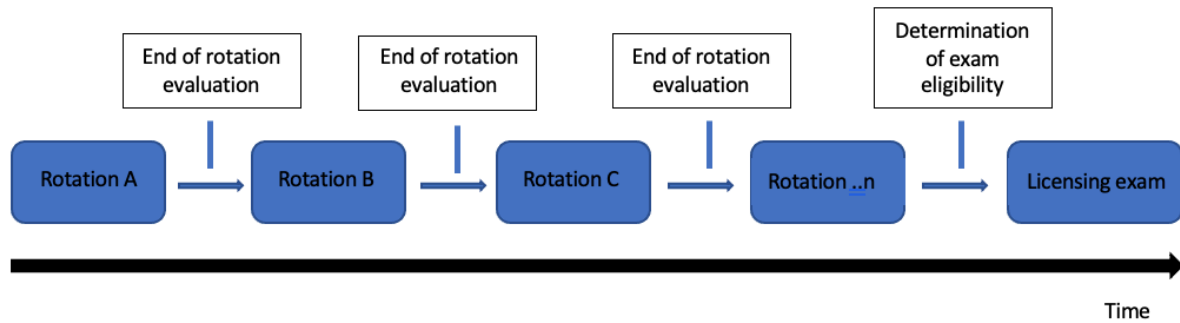 End of rotation
evaluation
End of rotation
evaluation
End of rotation
evaluation
Determination
of exam
eligibility
Rotation A
Rotation B
Rotation C
Rotation ..n
Licensing exam
Time